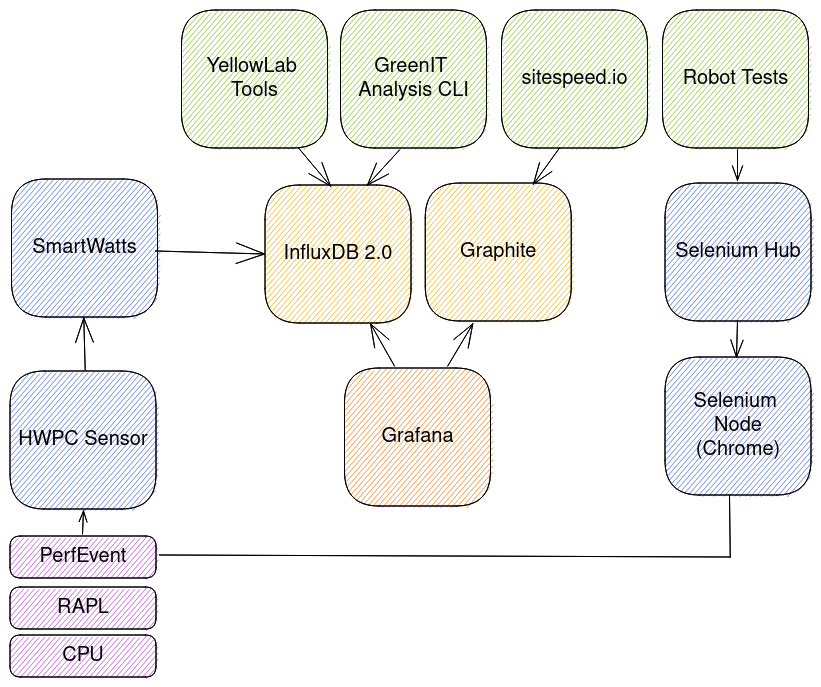 YellowLab
Tools
GreenIT
Analysis CLI
sitespeed.io
Robot Tests
SmartWatts
InfluxDB 2.0
Graphite
Selenium Hub
HWPC Sensor
Grafana
Selenium
Node
(Chrome)
PerfEvent
RAPL
CPU